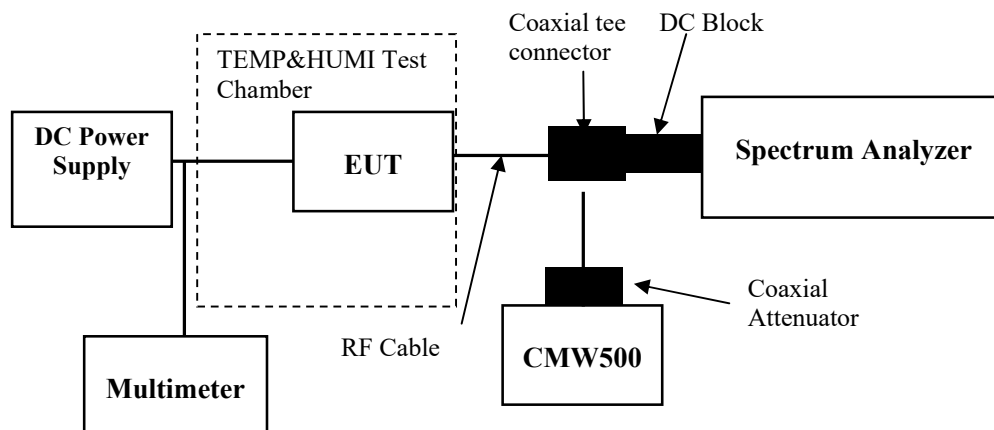 Coaxial tee
connector
DC Block
TEMP&HUMI Test
Chamber
DC Power
Supply
EUT
Spectrum Analyzer
RF Cable
Coaxial
Attenuator
CMW500
Multimeter